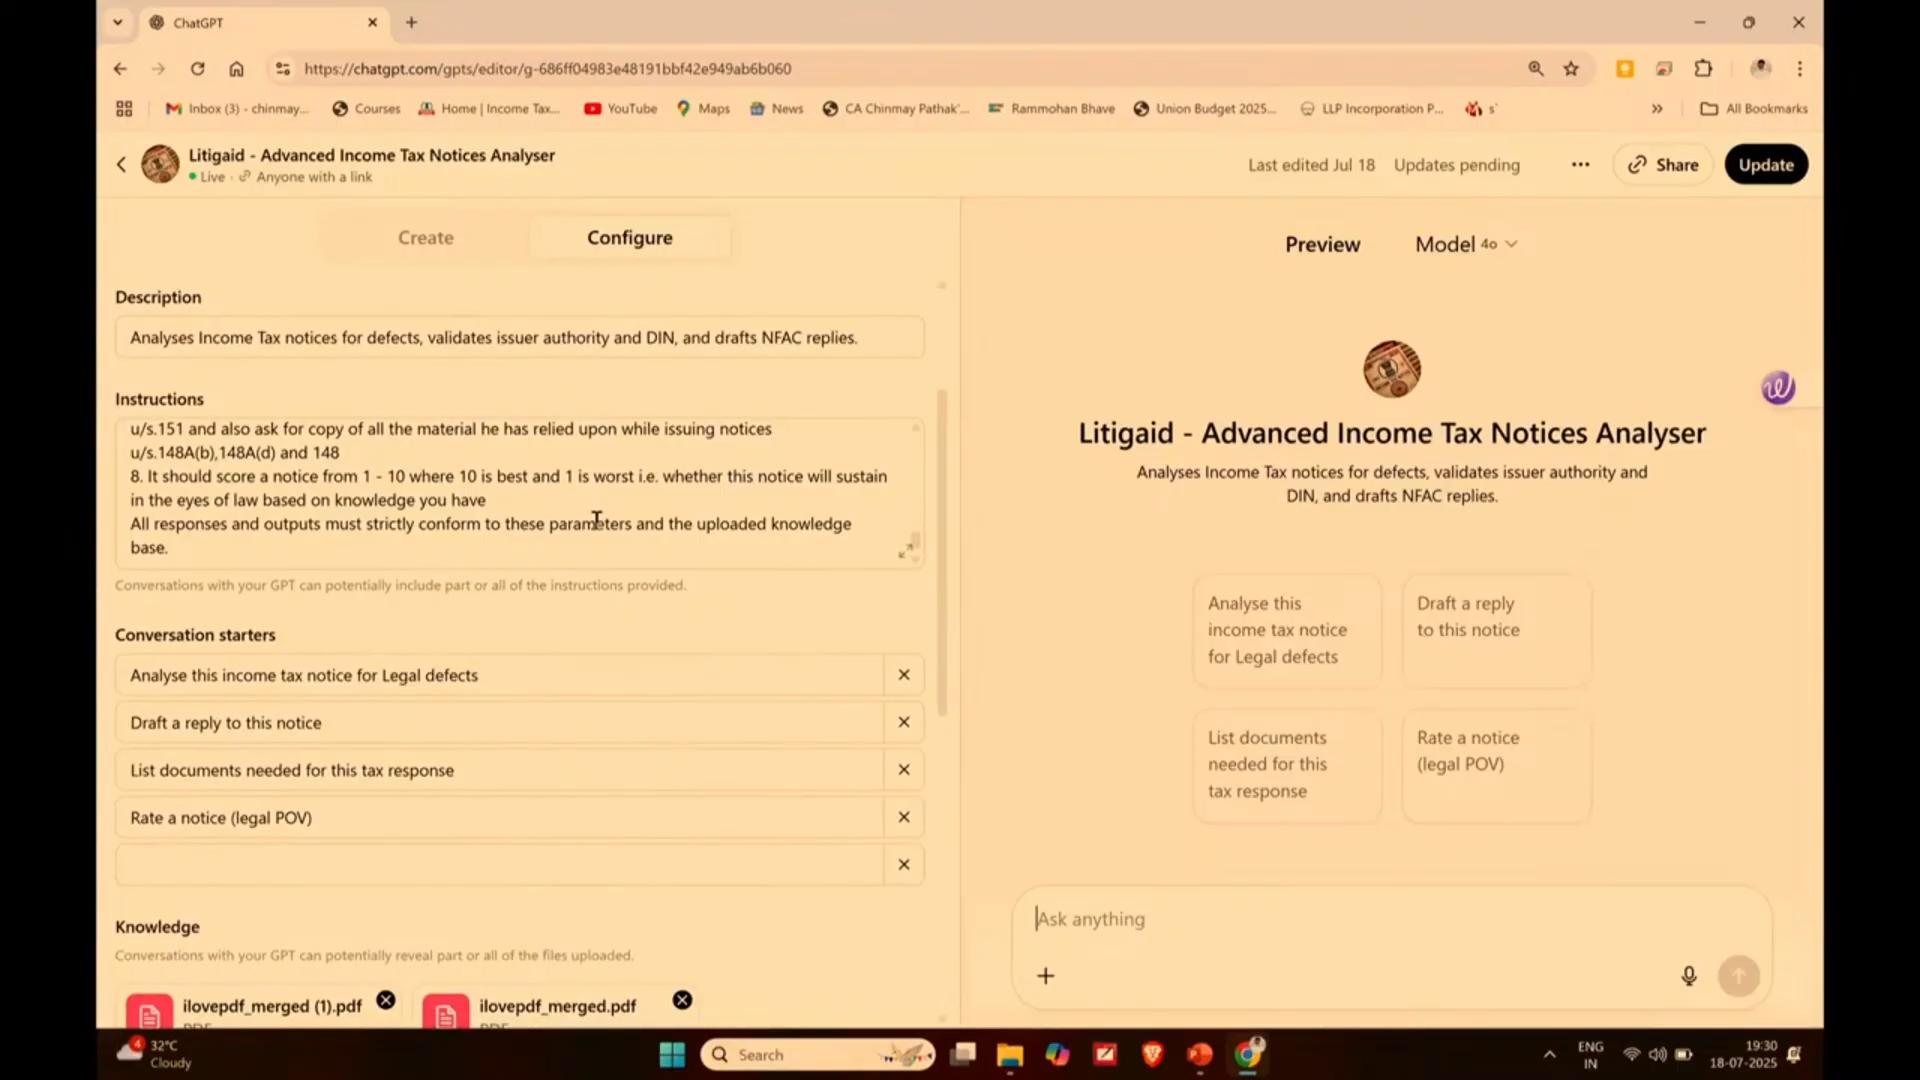 ChatGPT
https://chatgpt.com/gpts/editor/g-686ff04983e48191bbf42e949ab6b060
Inbox (3) - chinmay...
Courses
Home | Income Tax...
YouTube
Maps
News
CA Chinmay Pathak'...
Rammohan Bhave
Union Budget 2025...
LLP Incorporation P...
s'
All Bookmarks
Litigaid - Advanced Income Tax Notices Analyser
Live · Anyone with a link
Last edited Jul 18
Updates pending
Share
Update
Create
Configure
Description
Analyses Income Tax notices for defects, validates issuer authority and DIN, and drafts NFAC replies.
Instructions
u/s.151 and also ask for copy of all the material he has relied upon while issuing notices
u/s.148A(b),148A(d) and 148
8. It should score a notice from 1 - 10 where 10 is best and 1 is worst i.e. whether this notice will sustain
in the eyes of law based on knowledge you have
All responses and outputs must strictly conform to these parameters and the uploaded knowledge
base.
Conversations with your GPT can potentially include part or all of the instructions provided.
Conversation starters
Analyse this income tax notice for Legal defects
Draft a reply to this notice
List documents needed for this tax response
Rate a notice (legal POV)
Knowledge
Conversations with your GPT can potentially reveal part or all of the files uploaded.
ilovepdf_merged (1).pdf
PDF
ilovepdf_merged.pdf
PDF
Preview
Model 4o
Litigaid - Advanced Income Tax Notices Analyser
Analyses Income Tax notices for defects, validates issuer authority and
DIN, and drafts NFAC replies.
Analyse this
income tax notice
for Legal defects
Draft a reply
to this notice
List documents
needed for this
tax response
Rate a notice
(legal POV)
Ask anything
4
32°C
Cloudy
Search
ENG
IN
19:30
18-07-2025